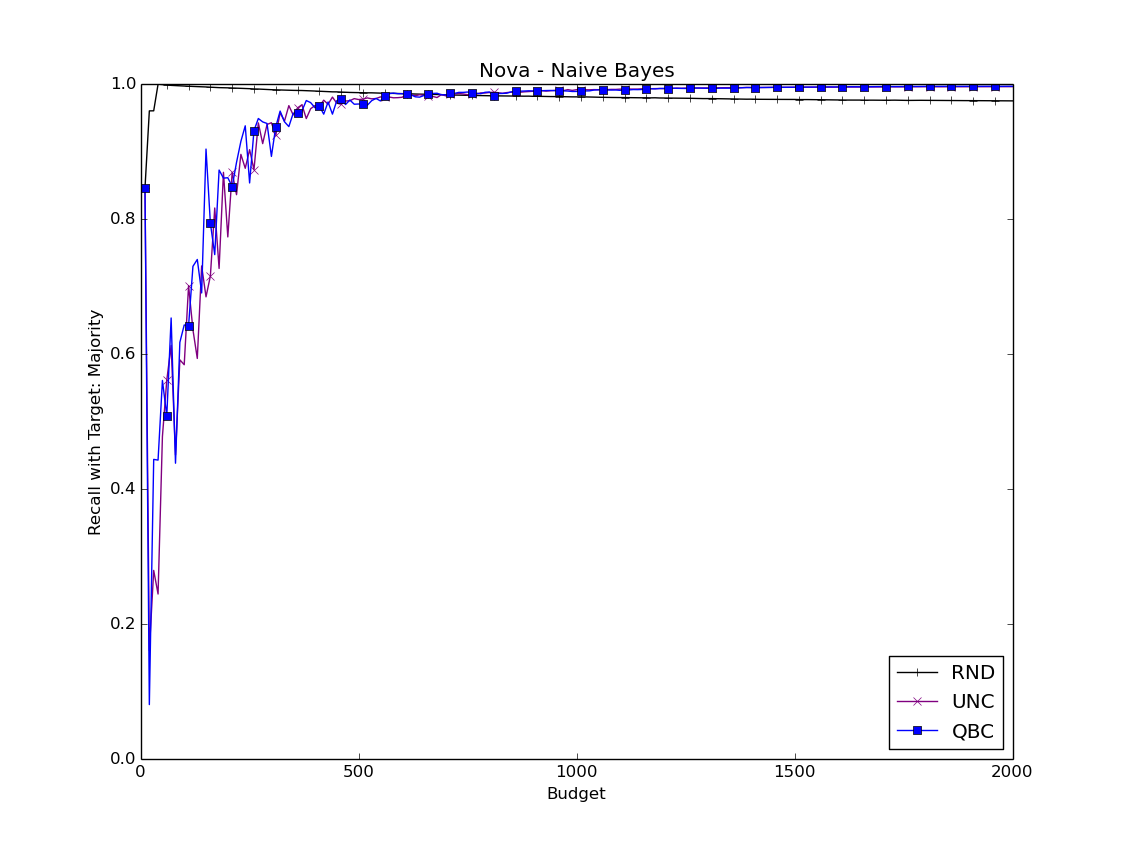 Nova - Naive Bayes
1.0
0.8
0.6
0.4
0.2
0.0
Recall with Target: Majority
RND
UNC
QBC
0 500 1000 1500 2000
Budget